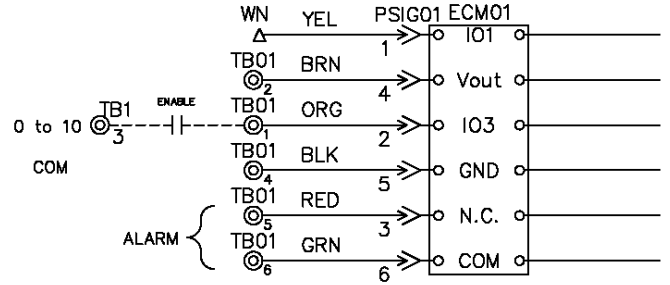 WN YEL PSIG01 ECM01
1 IO1
TB01 BRN
2 4 Vout
TB1 ENABLE TB01 ORG
0 to 10 3 1 2 IO3
COM TB01 BLK
4 5 GND
TB01 RED
5 3 N.C.
ALARM TB01 GRN
6 6 COM